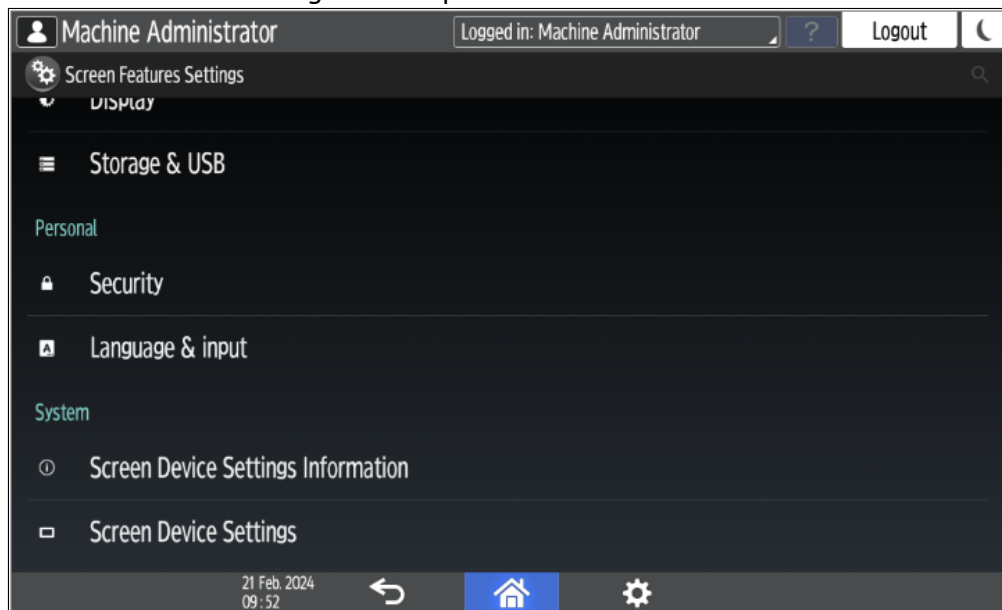 Machine Administrator
Logged in: Machine Administrator
?
Logout
Screen Features Settings
Display
Storage & USB
Personal
Security
A
Language & input
System
Screen Device Settings Information
Screen Device Settings
21 Feb. 2024
09:52